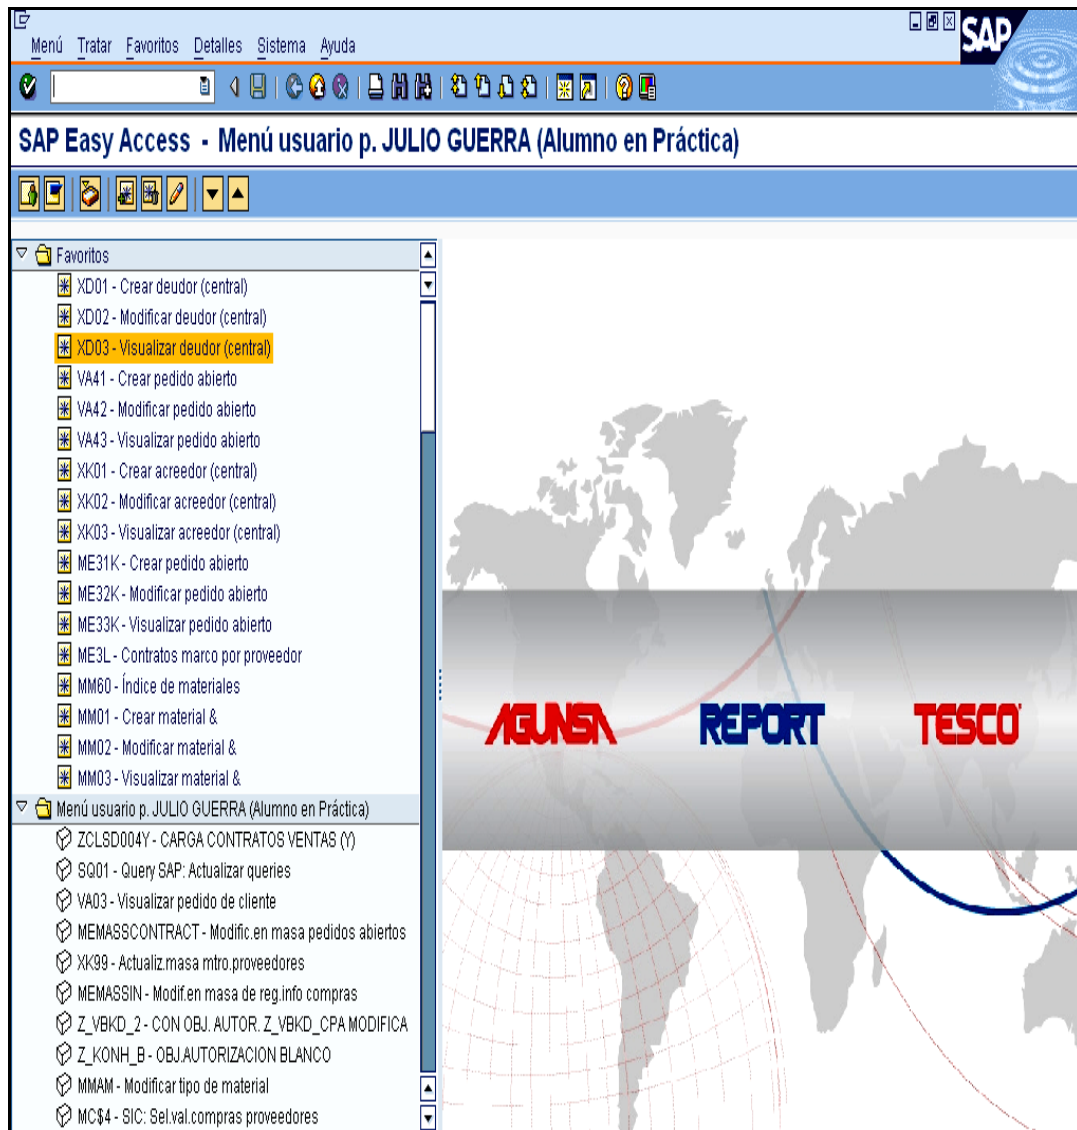 Menú Tratar Favoritos Detalles Sistema Ayuda
SAP
SAP Easy Access - Menú usuario p. JULIO GUERRA (Alumno en Práctica)
Favoritos
XD01 - Crear deudor (central)
XD02 - Modificar deudor (central)
XD03 - Visualizar deudor (central)
VA41 - Crear pedido abierto
VA42 - Modificar pedido abierto
VA43 - Visualizar pedido abierto
XK01 - Crear acreedor (central)
XK02 - Modificar acreedor (central)
XK03 - Visualizar acreedor (central)
ME31K - Crear pedido abierto
ME32K - Modificar pedido abierto
ME33K - Visualizar pedido abierto
ME3L - Contratos marco por proveedor
MM60 - Índice de materiales
MM01 - Crear material &
MM02 - Modificar material &
MM03 - Visualizar material &
Menú usuario p. JULIO GUERRA (Alumno en Práctica)
ZCLSD004Y - CARGA CONTRATOS VENTAS (Y)
SQ01 - Query SAP: Actualizar queries
VA03 - Visualizar pedido de cliente
MEMASSCONTRACT - Modific.en masa pedidos abiertos
XK99 - Actualiz.masa mtro.proveedores
MEMASSIN - Modif.en masa de reg.info compras
Z_VBKD_2 - CON OBJ. AUTOR. Z_VBKD_CPA MODIFICA
Z_KONH_B - OBJ.AUTORIZACION BLANCO
MMAM - Modificar tipo de material
MC$4 - SIC: Sel.val.compras proveedores
AGUNSA REPORT TESCO